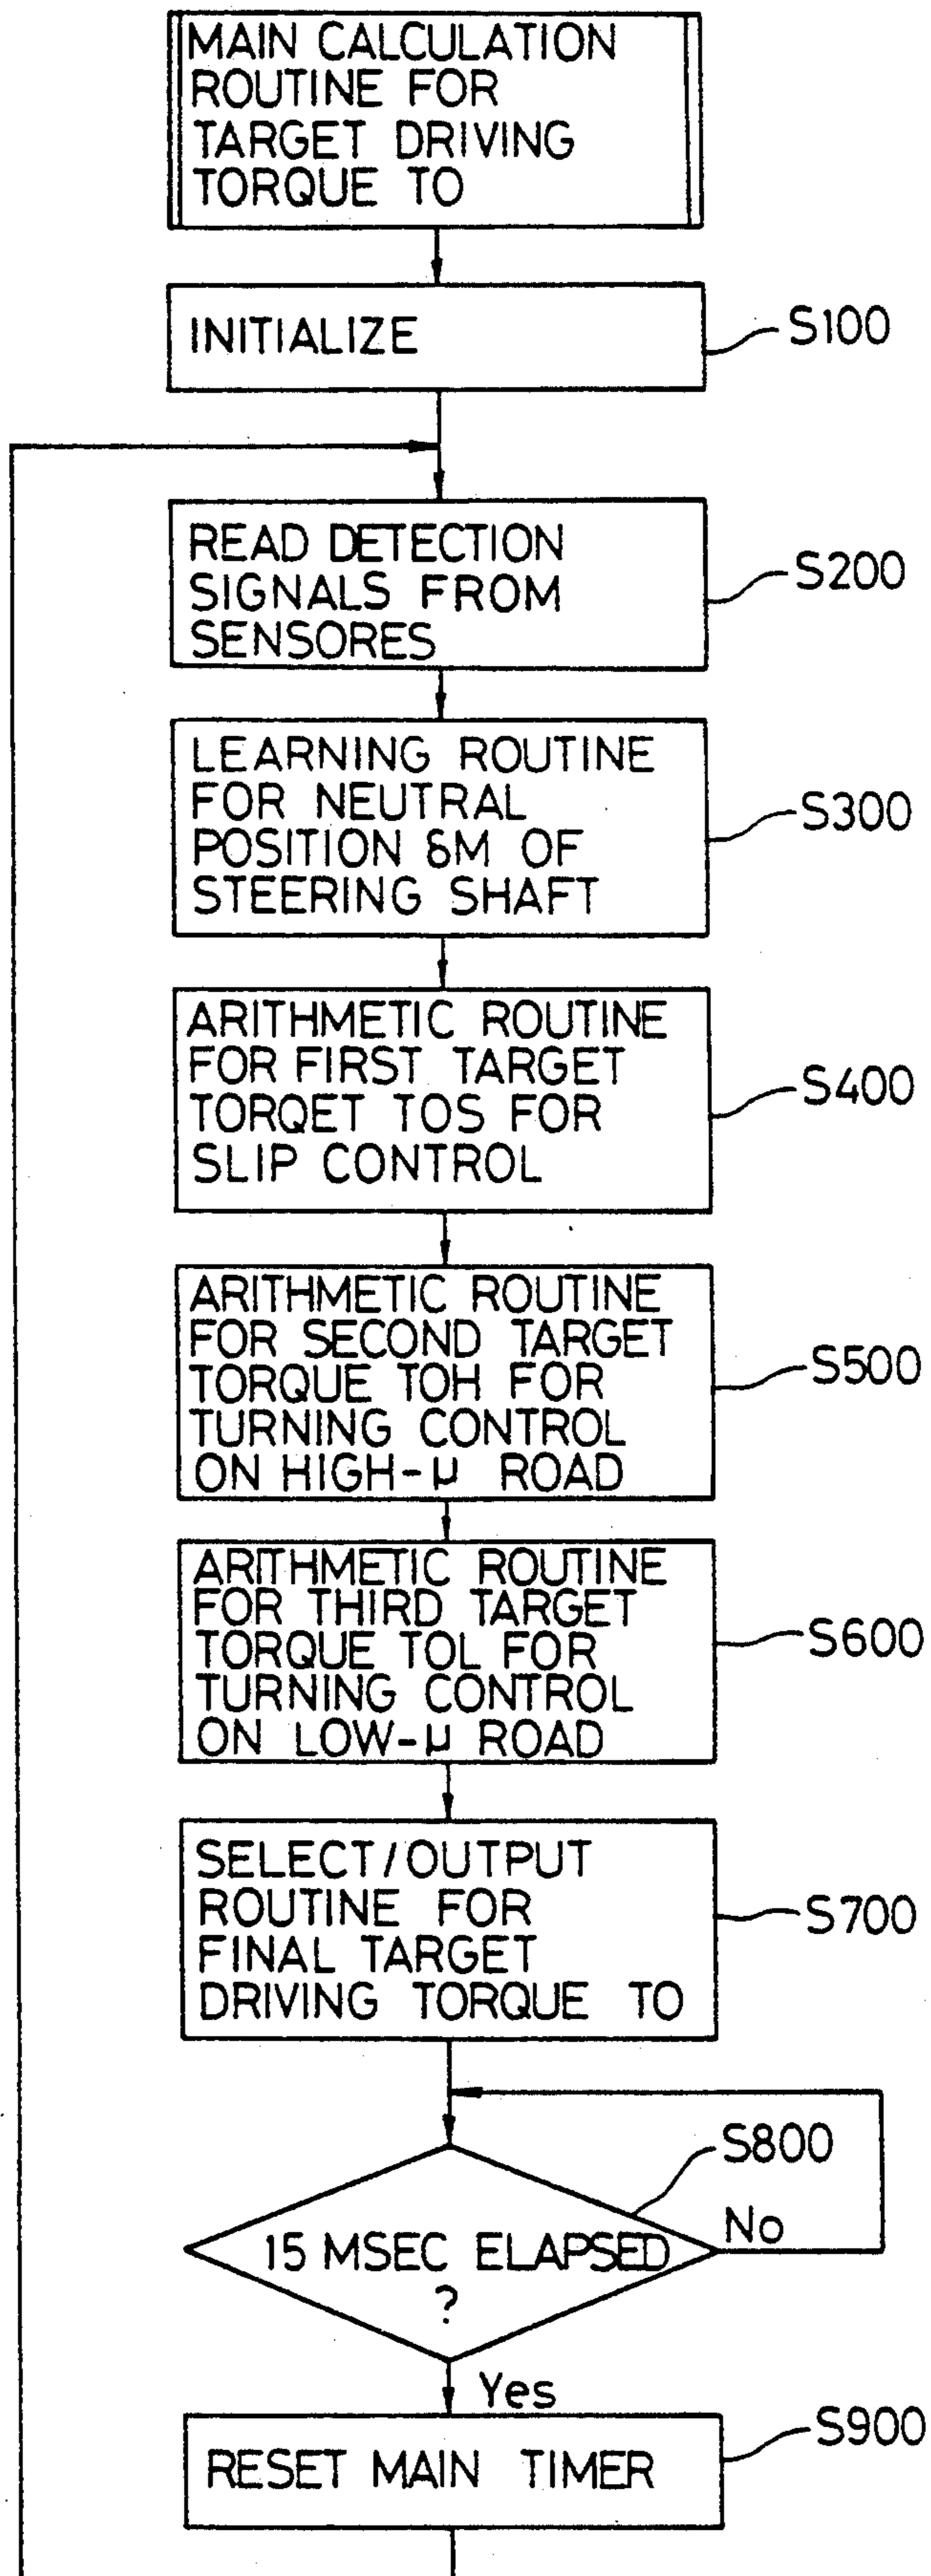 MAIN CALCULATION
ROUTINE FOR
TARGET DRIVING
TORQUE TO
INITIALIZE
S100
READ DETECTION
SIGNALS FROM
SENSORES
S200
LEARNING ROUTINE
FOR NEUTRAL
POSITION δM OF
STEERING SHAFT
S300
ARITHMETIC ROUTINE
FOR FIRST TARGET
TORQET TOS FOR
SLIP CONTROL
S400
ARITHMETIC ROUTINE
FOR SECOND TARGET
TORQUE TOH FOR
TURNING CONTROL
ON HIGH-μ ROAD
S500
ARITHMETIC ROUTINE
FOR THIRD TARGET
TORQUE TOL FOR
TURNING CONTROL
ON LOW-μ ROAD
S600
SELECT/OUTPUT
ROUTINE FOR
FINAL TARGET
DRIVING TORQUE TO
S700
S800
15 MSEC ELAPSED
?
No
Yes
RESET MAIN TIMER
S900